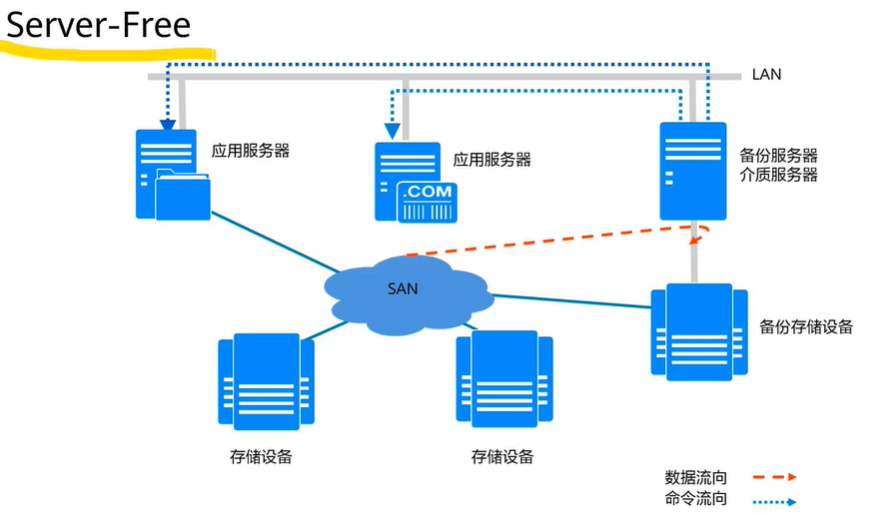 Server-Free
LAN
应用服务器
应用服务器
备份服务器
介质服务器
.COM
SAN
备份存储设备
存储设备
存储设备
数据流向
命令流向